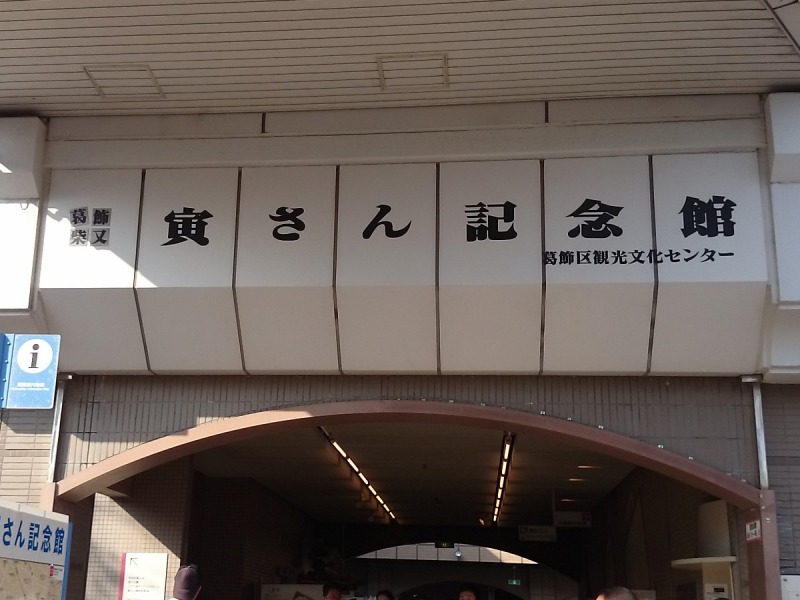 葛飾
柴又
寅さん記念館
葛飾区観光文化センター
i
さん記念館